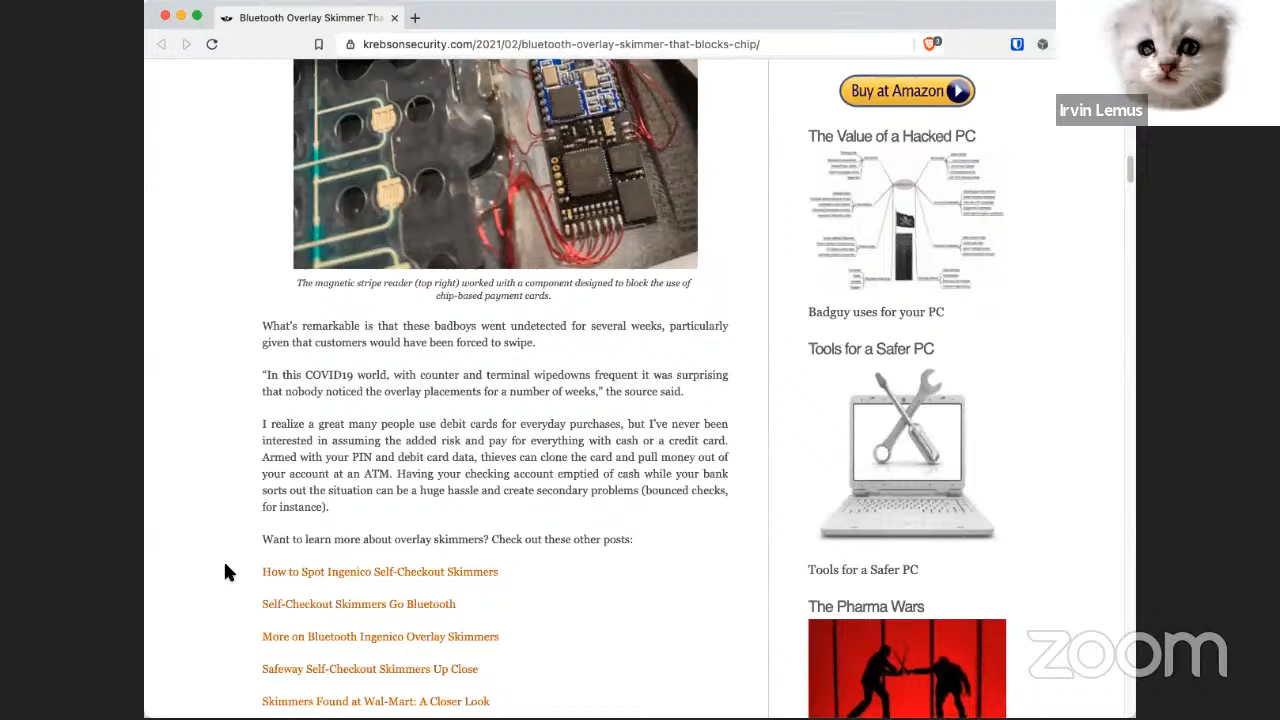 Bluetooth Overlay Skimmer Tha
krebsonsecurity.com/2021/02/bluetooth-overlay-skimmer-that-blocks-chip/
2
Irvin Lemus
The magnetic stripe reader (top right) worked with a component designed to block the use of
chip-based payment cards.
What's remarkable is that these badboys went undetected for several weeks, particularly
given that customers would have been forced to swipe.
“In this COVID19 world, with counter and terminal wipedowns frequent it was surprising
that nobody noticed the overlay placements for a number of weeks,” the source said.
I realize a great many people use debit cards for everyday purchases, but I've never been
interested in assuming the added risk and pay for everything with cash or a credit card.
Armed with your PIN and debit card data, thieves can clone the card and pull money out of
your account at an ATM. Having your checking account emptied of cash while your bank
sorts out the situation can be a huge hassle and create secondary problems (bounced checks,
for instance).
Want to learn more about overlay skimmers? Check out these other posts:
How to Spot Ingenico Self-Checkout Skimmers
Self-Checkout Skimmers Go Bluetooth
More on Bluetooth Ingenico Overlay Skimmers
Safeway Self-Checkout Skimmers Up Close
Skimmers Found at Wal-Mart: A Closer Look
Buy at Amazon
The Value of a Hacked PC
Badguy uses for your PC
Tools for a Safer PC
Tools for a Safer PC
The Pharma Wars
zoom